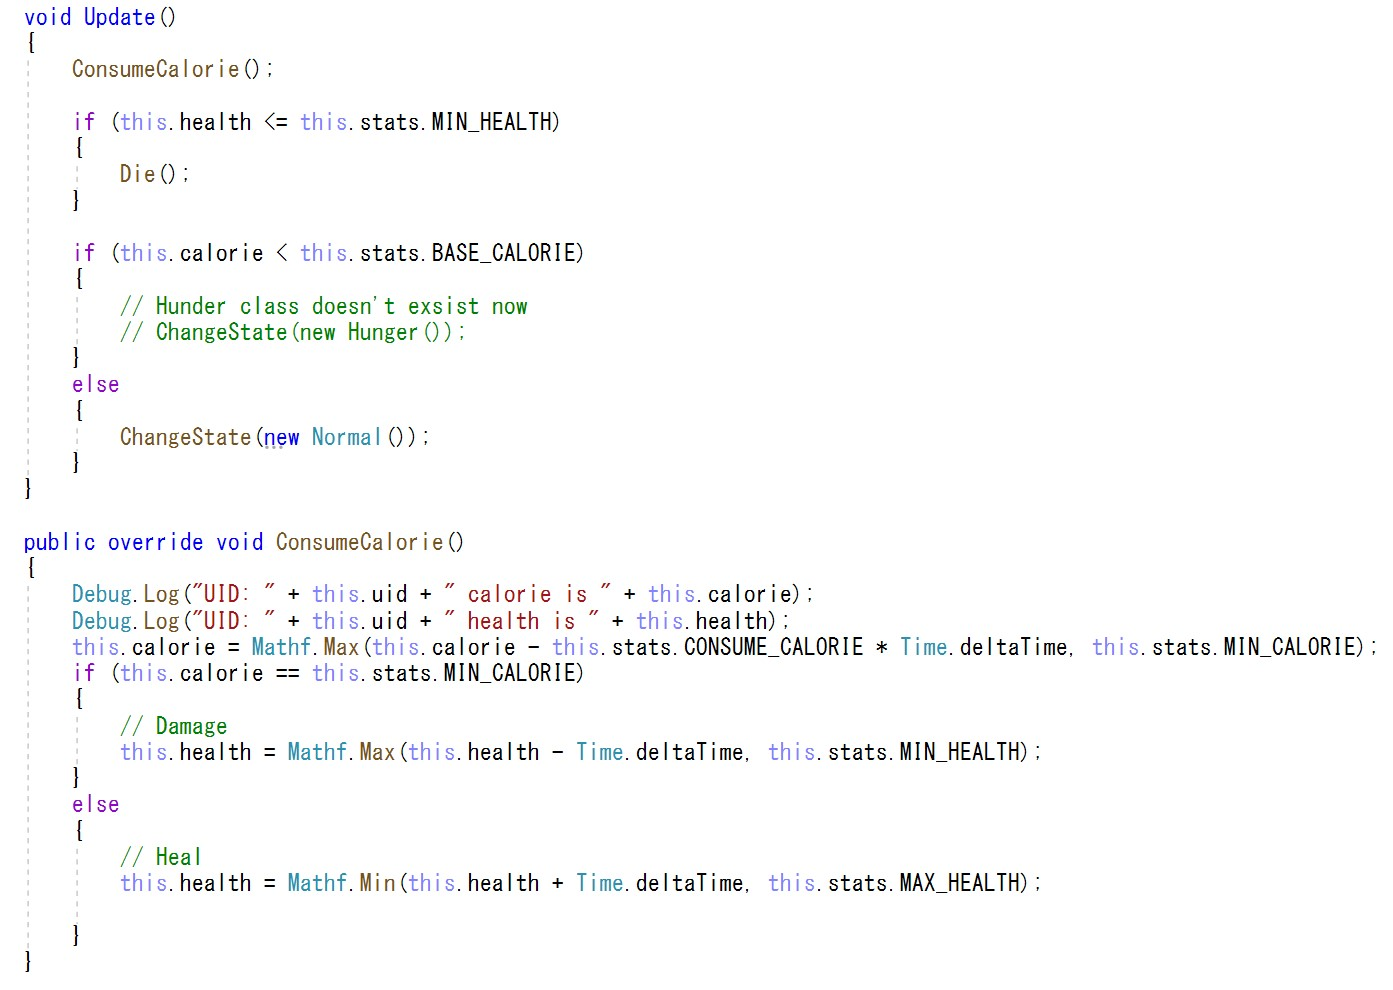 void Update()
{
ConsumeCalorie();
if (this.health <= this.stats.MIN_HEALTH)
{
Die();
}
if (this.calorie < this.stats.BASE_CALORIE)
{
// Hunder class doesn't exsist now
// ChangeState(new Hunger());
}
else
{
ChangeState(new Normal());
}
}
public override void ConsumeCalorie()
{
Debug.Log("UID: " + this.uid + " calorie is " + this.calorie);
Debug.Log("UID: " + this.uid + " health is " + this.health);
this.calorie = Mathf.Max(this.calorie - this.stats.CONSUME_CALORIE * Time.deltaTime, this.stats.MIN_CALORIE);
if (this.calorie == this.stats.MIN_CALORIE)
{
// Damage
this.health = Mathf.Max(this.health - Time.deltaTime, this.stats.MIN_HEALTH);
}
else
{
// Heal
this.health = Mathf.Min(this.health + Time.deltaTime, this.stats.MAX_HEALTH);
}
}